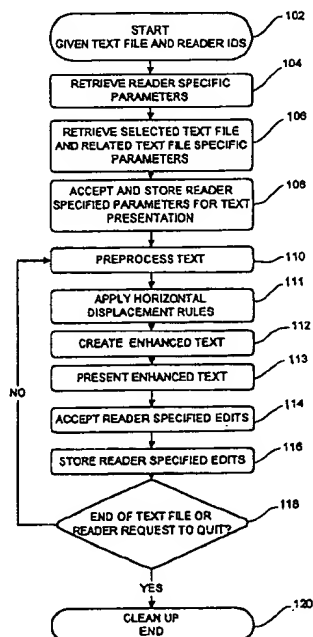 START
GIVEN TEXT FILE AND READER IDS
102
RETRIEVE READER SPECIFIC
PARAMETERS
104
RETRIEVE SELECTED TEXT FILE
AND RELATED TEXT FILE SPECIFIC
PARAMETERS
106
ACCEPT AND STORE READER
SPECIFIED PARAMETERS FOR TEXT
PRESENTATION
108
PREPROCESS TEXT
110
APPLY HORIZONTAL
DISPLACEMENT RULES
111
CREATE ENHANCED TEXT
112
PRESENT ENHANCED TEXT
113
ACCEPT READER SPECIFIED EDITS
114
STORE READER SPECIFIED EDITS
116
NO
END OF TEXT FILE OR
READER REQUEST TO QUIT?
118
YES
CLEAN UP
END
120